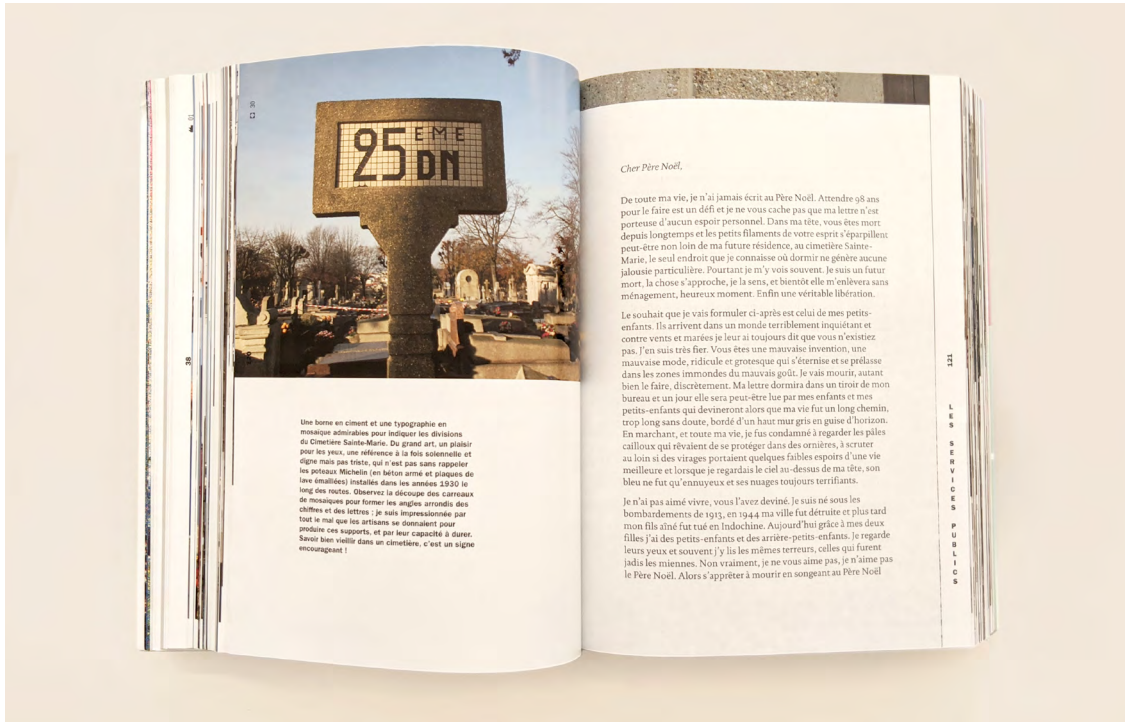 25 EME
DN
Une borne en ciment et une typographie en
mosaïque admirables pour indiquer les divisions
du Cimetière Sainte-Marie. Du grand art, un plaisir
pour les yeux, une référence à la fois solennelle et
digne mais pas triste, qui n'est pas sans rappeler
les poteaux Michelin (en béton armé et plaques de
lave émaillées) installés dans les années 1930 le
long des routes. Observez la découpe des carreaux
de mosaïques pour former les angles arrondis des
chiffres et des lettres ; je suis impressionnée par
tout le mal que les artisans se donnaient pour
produire ces supports, et par leur capacité à durer.
Savoir bien vieillir dans un cimetière, c'est un signe
encourageant !
38
Cher Père Noël,
De toute ma vie, je n'ai jamais écrit au Père Noël. Attendre 98 ans
pour le faire est un défi et je ne vous cache pas que ma lettre n'est
porteuse d'aucun espoir personnel. Dans ma tête, vous êtes mort
depuis longtemps et les petits filaments de votre esprit s'éparpillent
peut-être non loin de ma future résidence, au cimetière Sainte-
Marie, le seul endroit que je connaisse où dormir ne génère aucune
jalousie particulière. Pourtant je m'y vois souvent. Je suis un futur
mort, la chose s'approche, je la sens, et bientôt elle m'enlèvera sans
ménagement, heureux moment. Enfin une véritable libération.
Le souhait que je vais formuler ci-après est celui de mes petits-
enfants. Ils arrivent dans un monde terriblement inquiétant et
contre vents et marées je leur ai toujours dit que vous n'existiez
pas. J'en suis très fier. Vous êtes une mauvaise invention, une
mauvaise mode, ridicule et grotesque qui s'éternise et se prélasse
dans les zones immondes du mauvais goût. Je vais mourir, autant
bien le faire, discrètement. Ma lettre dormira dans un tiroir de mon
bureau et un jour elle sera peut-être lue par mes enfants et mes
petits-enfants qui devineront alors que ma vie fut un long chemin,
trop long sans doute, bordé d'un haut mur gris en guise d'horizon.
En marchant, et toute ma vie, je fus condamné à regarder les pâles
cailloux qui rêvaient de se protéger dans des ornières, à scruter
au loin si des virages portaient quelques faibles espoirs d'une vie
meilleure et lorsque je regardais le ciel au-dessus de ma tête, son
bleu ne fut qu'ennuyeux et ses nuages toujours terrifiants.
Je n'ai pas aimé vivre, vous l'avez deviné. Je suis né sous les
bombardements de 1913, en 1944 ma ville fut détruite et plus tard
mon fils aîné fut tué en Indochine. Aujourd'hui grâce à mes deux
filles j'ai des petits-enfants et des arrière-petits-enfants. Je regarde
leurs yeux et souvent j'y lis les mêmes terreurs, celles qui furent
jadis les miennes. Non vraiment, je ne vous aime pas, je n'aime pas
le Père Noël. Alors s'apprêter à mourir en songeant au Père Noël
121
LES SERVICES PUBLICS